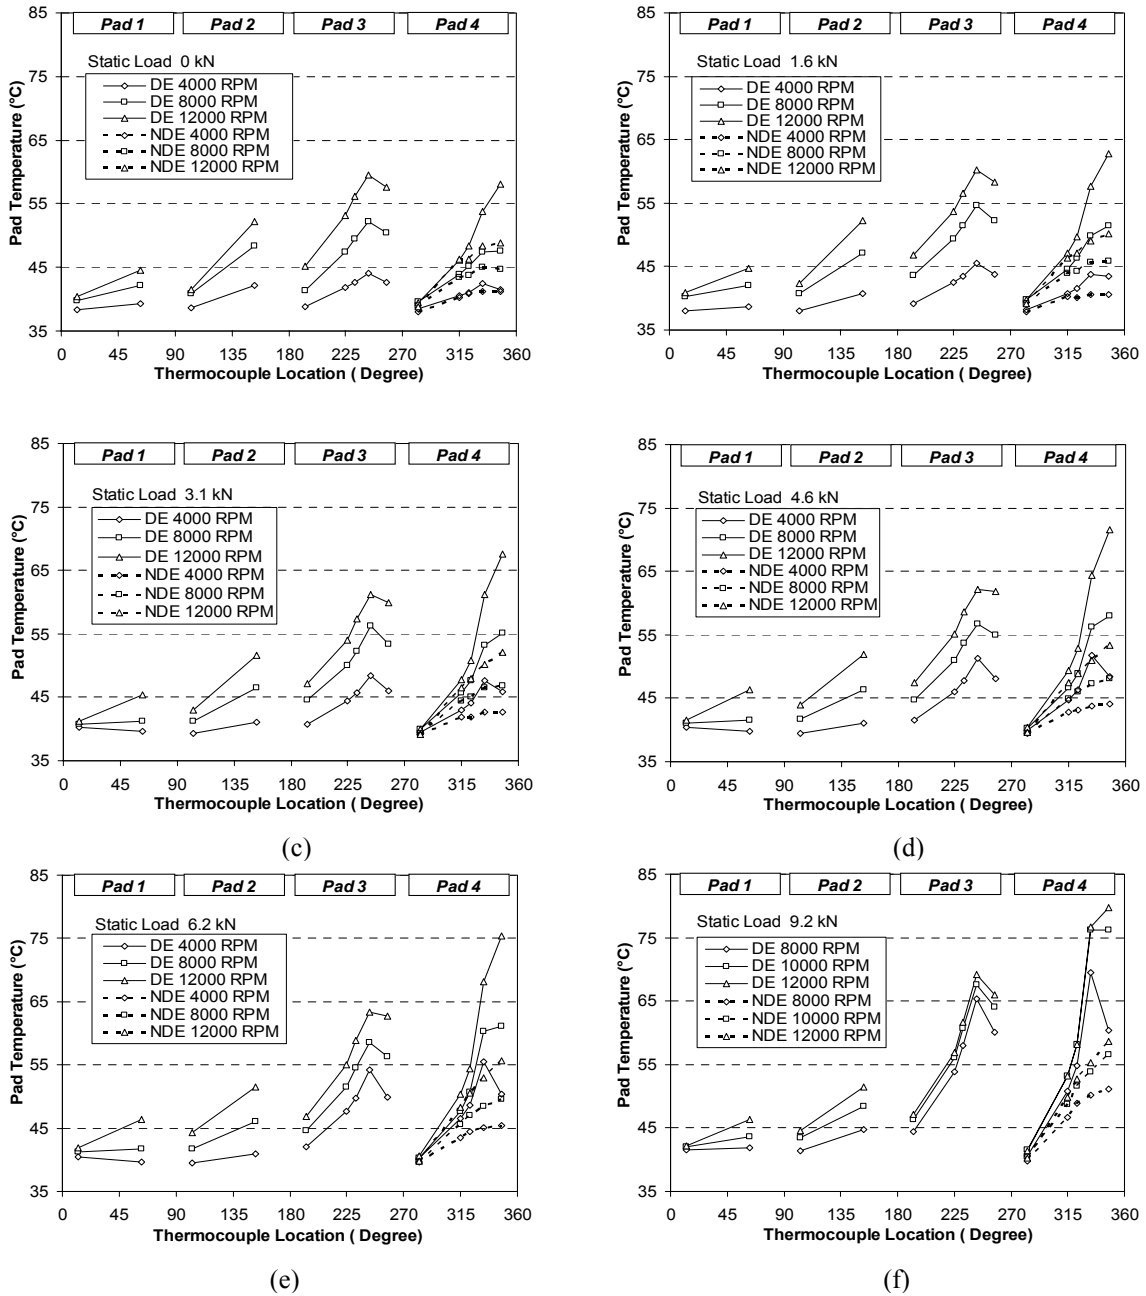 85
Pad 1 Pad 2 Pad 3 Pad 4
Static Load 0 kN
75
DE 4000 RPM
DE 8000 RPM
DE 12000 RPM
NDE 4000 RPM
NDE 8000 RPM
NDE 12000 RPM
65
55
45
35
Pad Temperature (°C)
0 45 90 135 180 225 270 315 360
Thermocouple Location ( Degree)
85
Pad 1 Pad 2 Pad 3 Pad 4
Static Load 1.6 kN
75
DE 4000 RPM
DE 8000 RPM
DE 12000 RPM
NDE 4000 RPM
NDE 8000 RPM
NDE 12000 RPM
65
55
45
35
Pad Temperature (°C)
0 45 90 135 180 225 270 315 360
Thermocouple Location ( Degree)
85
Pad 1 Pad 2 Pad 3 Pad 4
Static Load 3.1 kN
75
DE 4000 RPM
DE 8000 RPM
DE 12000 RPM
NDE 4000 RPM
NDE 8000 RPM
NDE 12000 RPM
65
55
45
35
Pad Temperature (°C)
0 45 90 135 180 225 270 315 360
Thermocouple Location ( Degree)
(c)
85
Pad 1 Pad 2 Pad 3 Pad 4
Static Load 4.6 kN
75
DE 4000 RPM
DE 8000 RPM
DE 12000 RPM
NDE 4000 RPM
NDE 8000 RPM
NDE 12000 RPM
65
55
45
35
Pad Temperature (°C)
0 45 90 135 180 225 270 315 360
Thermocouple Location ( Degree)
(d)
85
Pad 1 Pad 2 Pad 3 Pad 4
Static Load 6.2 kN
75
DE 4000 RPM
DE 8000 RPM
DE 12000 RPM
NDE 4000 RPM
NDE 8000 RPM
NDE 12000 RPM
65
55
45
35
Pad Temperature (°C)
0 45 90 135 180 225 270 315 360
Thermocouple Location ( Degree)
(e)
85
Pad 1 Pad 2 Pad 3 Pad 4
Static Load 9.2 kN
75
DE 8000 RPM
DE 10000 RPM
DE 12000 RPM
NDE 8000 RPM
NDE 10000 RPM
NDE 12000 RPM
65
55
45
35
Pad Temperature (°C)
0 45 90 135 180 225 270 315 360
Thermocouple Location ( Degree)
(f)